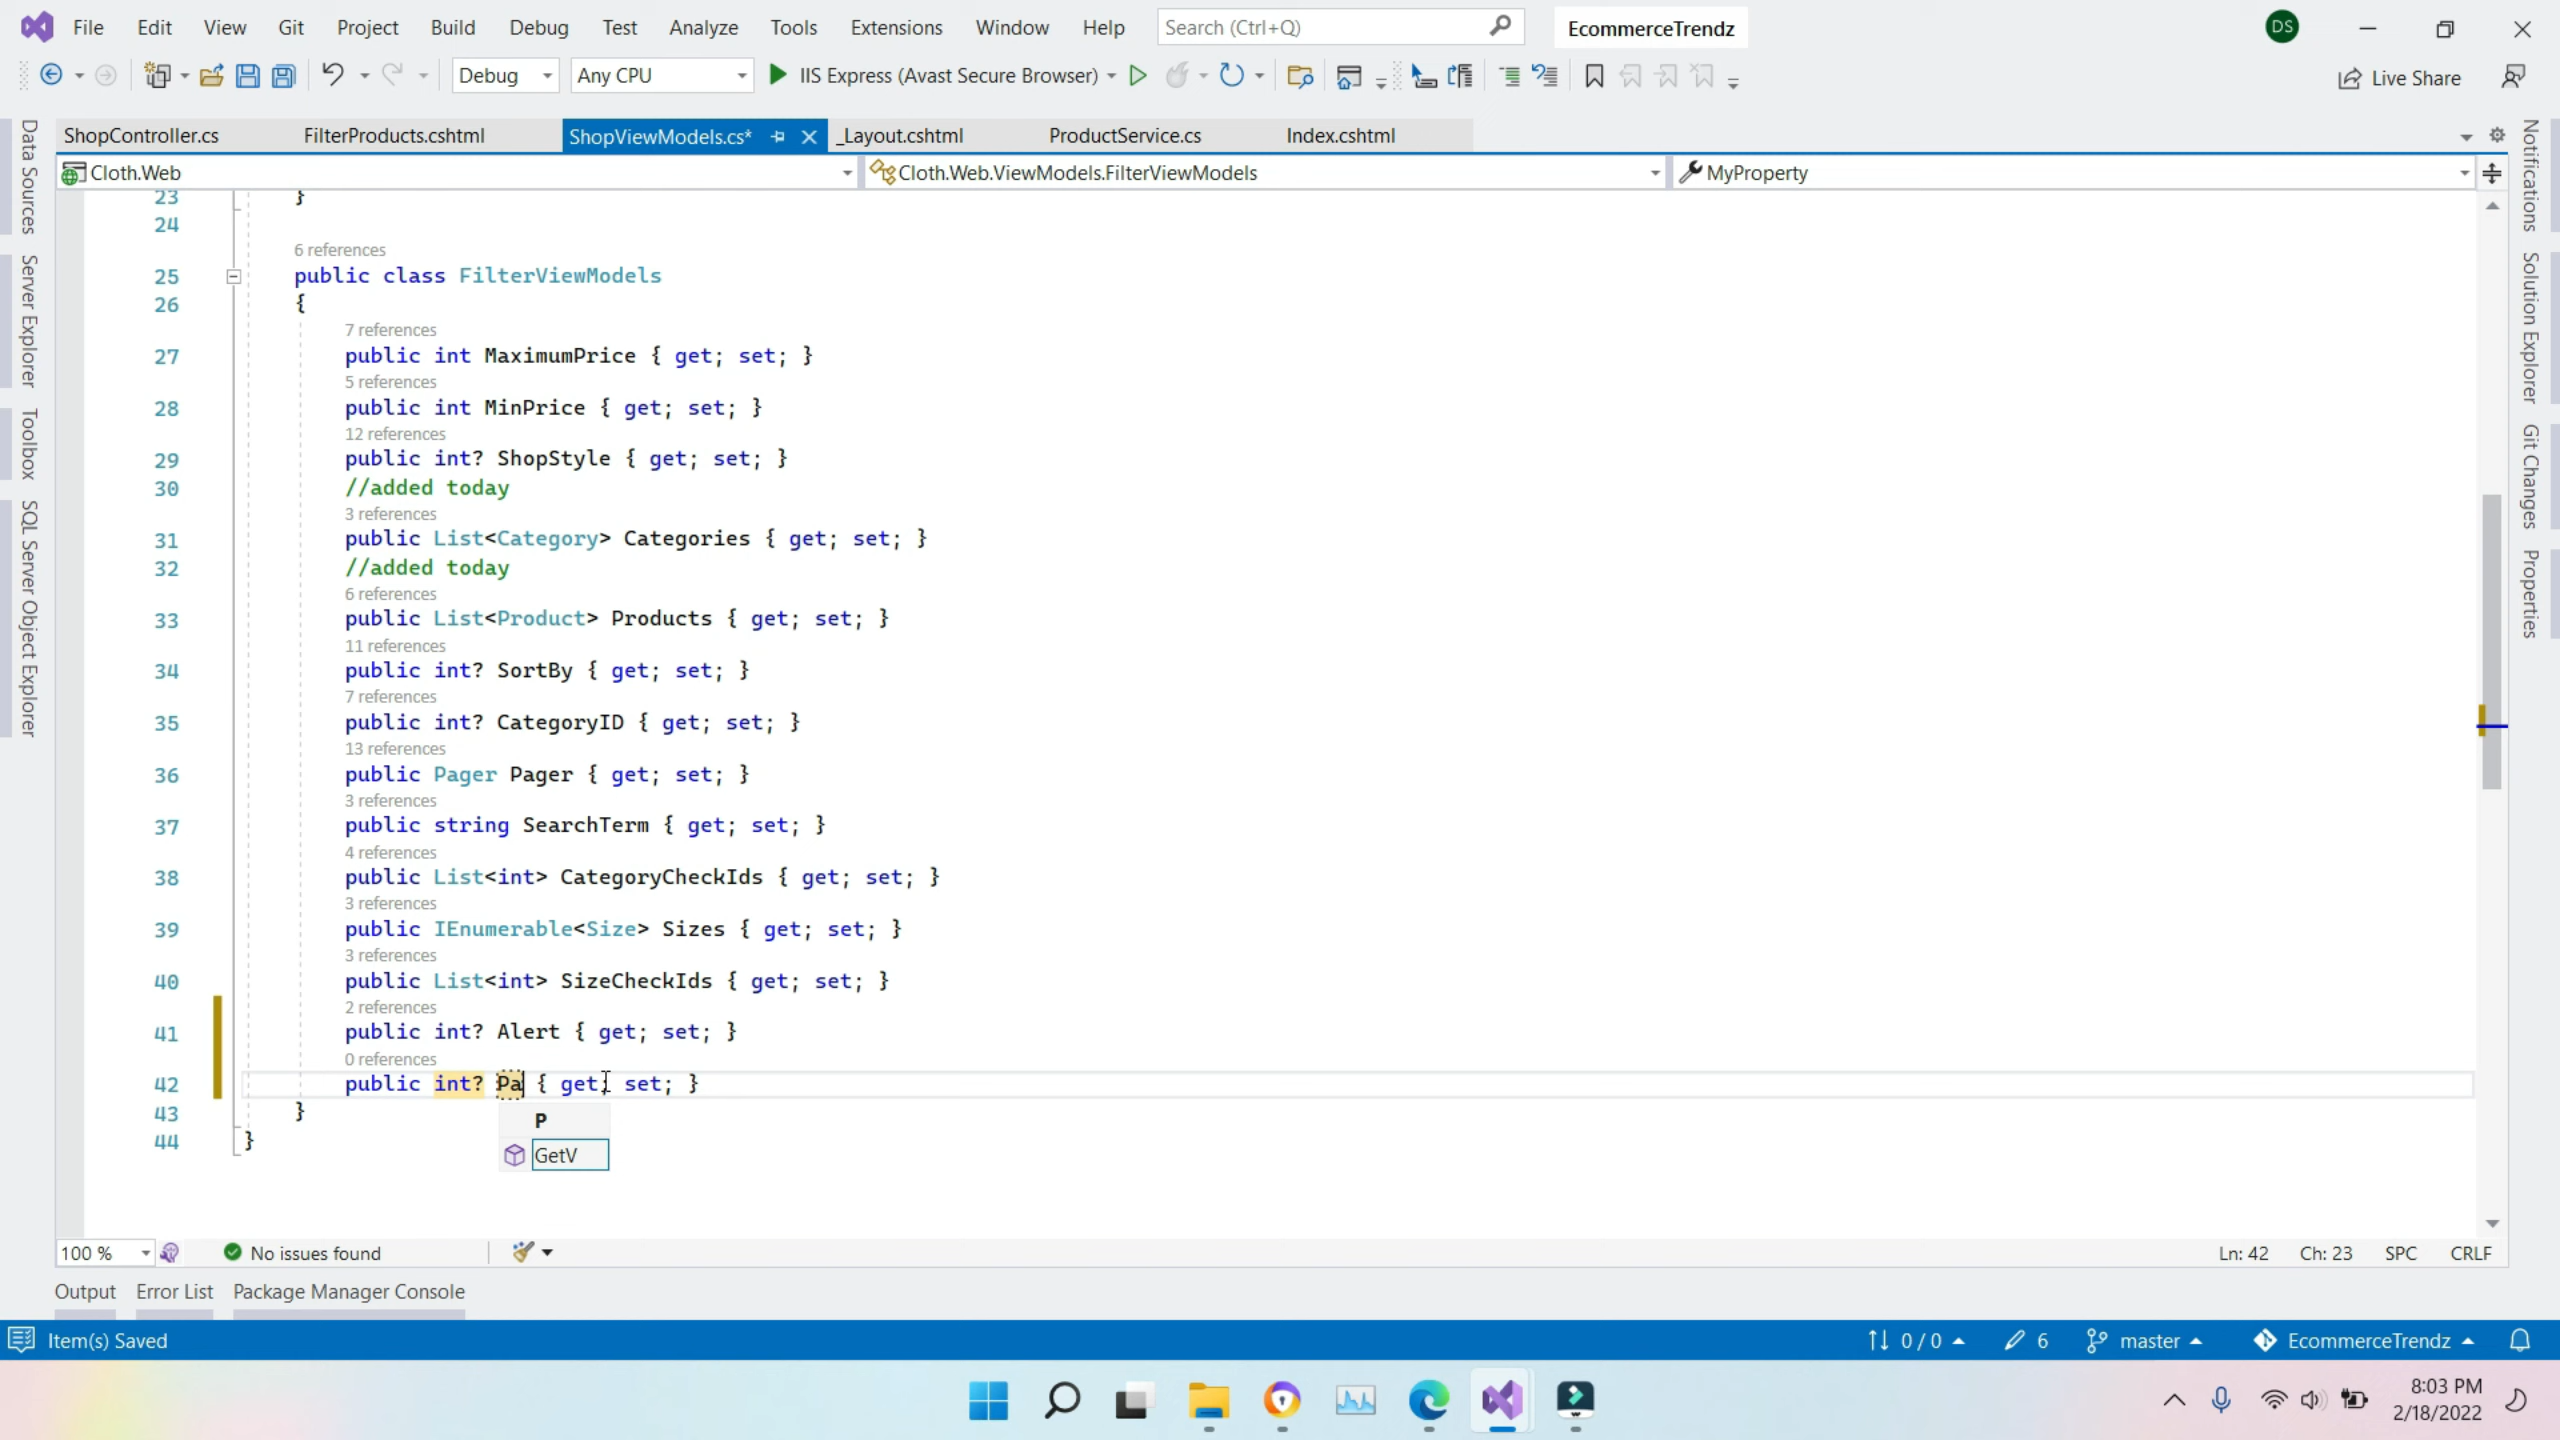 File Edit View Git Project Build Debug Test Analyze Tools Extensions Window Help Search (Ctrl+Q) EcommerceTrendz DS
Debug Any CPU IIS Express (Avast Secure Browser) Live Share
ShopController.cs FilterProducts.cshtml ShopViewModels.cs* _Layout.cshtml ProductService.cs Index.cshtml
Cloth.Web Cloth.Web.ViewModels.FilterViewModels MyProperty
Data Sources
Server Explorer
Toolbox
SQL Server Object Explorer
23 }
24
6 references
25 public class FilterViewModels
26 {
7 references
27 public int MaximumPrice { get; set; }
5 references
28 public int MinPrice { get; set; }
12 references
29 public int? ShopStyle { get; set; }
30 //added today
3 references
31 public List<Category> Categories { get; set; }
32 //added today
6 references
33 public List<Product> Products { get; set; }
11 references
34 public int? SortBy { get; set; }
7 references
35 public int? CategoryID { get; set; }
13 references
36 public Pager Pager { get; set; }
3 references
37 public string SearchTerm { get; set; }
4 references
38 public List<int> CategoryCheckIds { get; set; }
3 references
39 public IEnumerable<Size> Sizes { get; set; }
3 references
40 public List<int> SizeCheckIds { get; set; }
2 references
41 public int? Alert { get; set; }
0 references
42 public int? Pa { get; set; }
43 }
P
44 }
GetV
Notifications
Solution Explorer
Git Changes
Properties
100 % No issues found Ln: 42 Ch: 23 SPC CRLF
Output Error List Package Manager Console
Item(s) Saved 0 / 0 6 master EcommerceTrendz
8:03 PM
2/18/2022